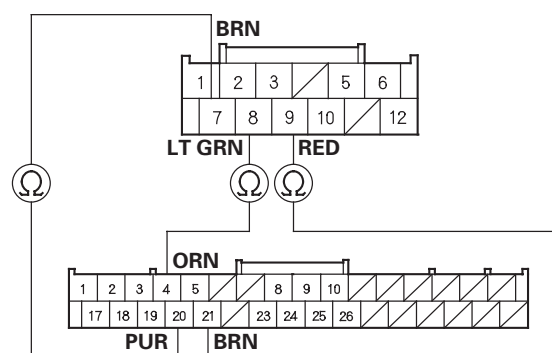 BRN
1 2 3 5 6
7 8 9 10 12
LT GRN RED
Ω Ω Ω
ORN
1 2 3 4 5 8 9 10
17 18 19 20 21 23 24 25 26
PUR BRN